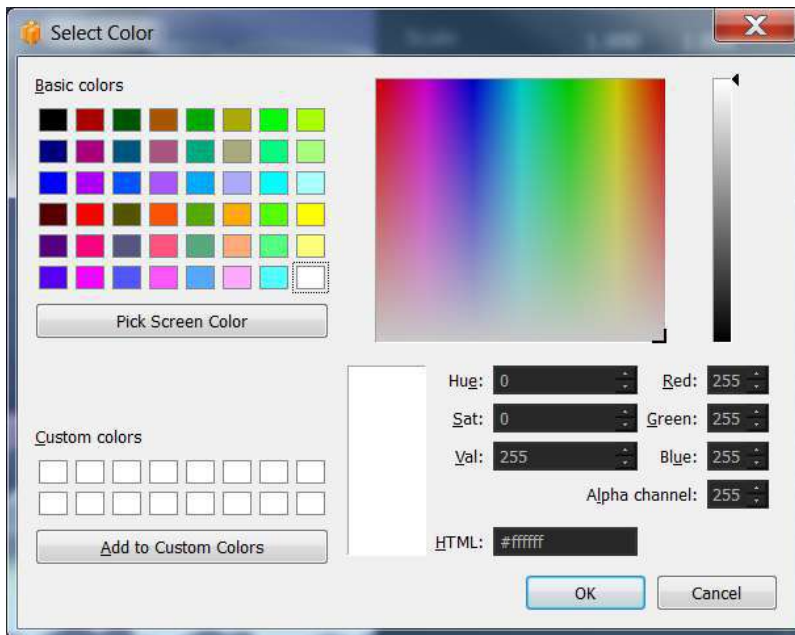 Select Color
Scale
Basic colors
Pick Screen Color
Custom colors
Add to Custom Colors
Hue: 0
Red: 255
Sat: 0
Green: 255
Val: 255
Blue: 255
Alpha channel: 255
HTML: #ffffff
OK
Cancel